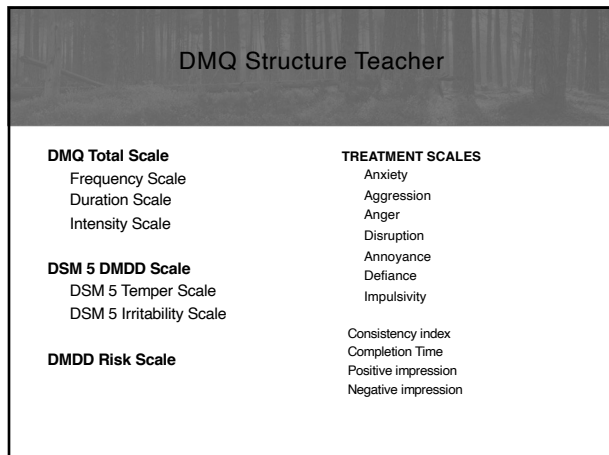 DMQ Structure Teacher
DMQ Total Scale
Frequency Scale
Duration Scale
Intensity Scale
DSM 5 DMDD Scale
DSM 5 Temper Scale
DSM 5 Irritability Scale
DMDD Risk Scale
TREATMENT SCALES
Anxiety
Aggression
Anger
Disruption
Annoyance
Defiance
Impulsivity
Consistency index
Completion Time
Positive impression
Negative impression